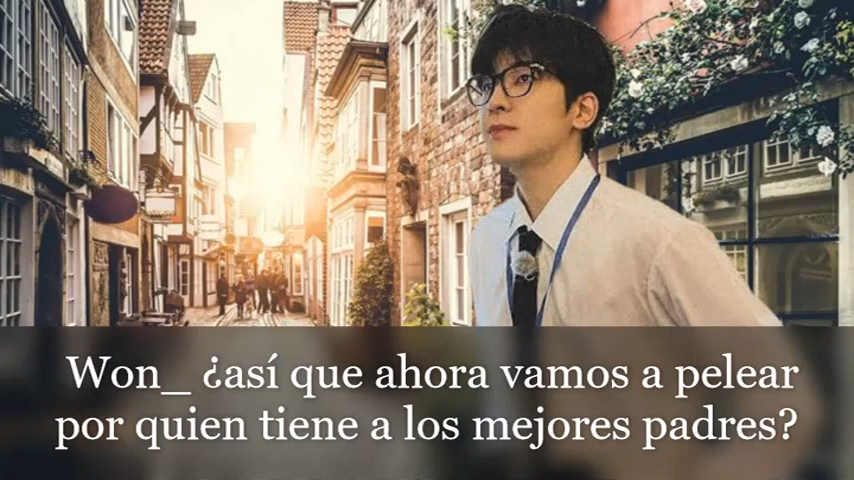 Won_ ¿así que ahora vamos a pelear
por quien tiene a los mejores padres?